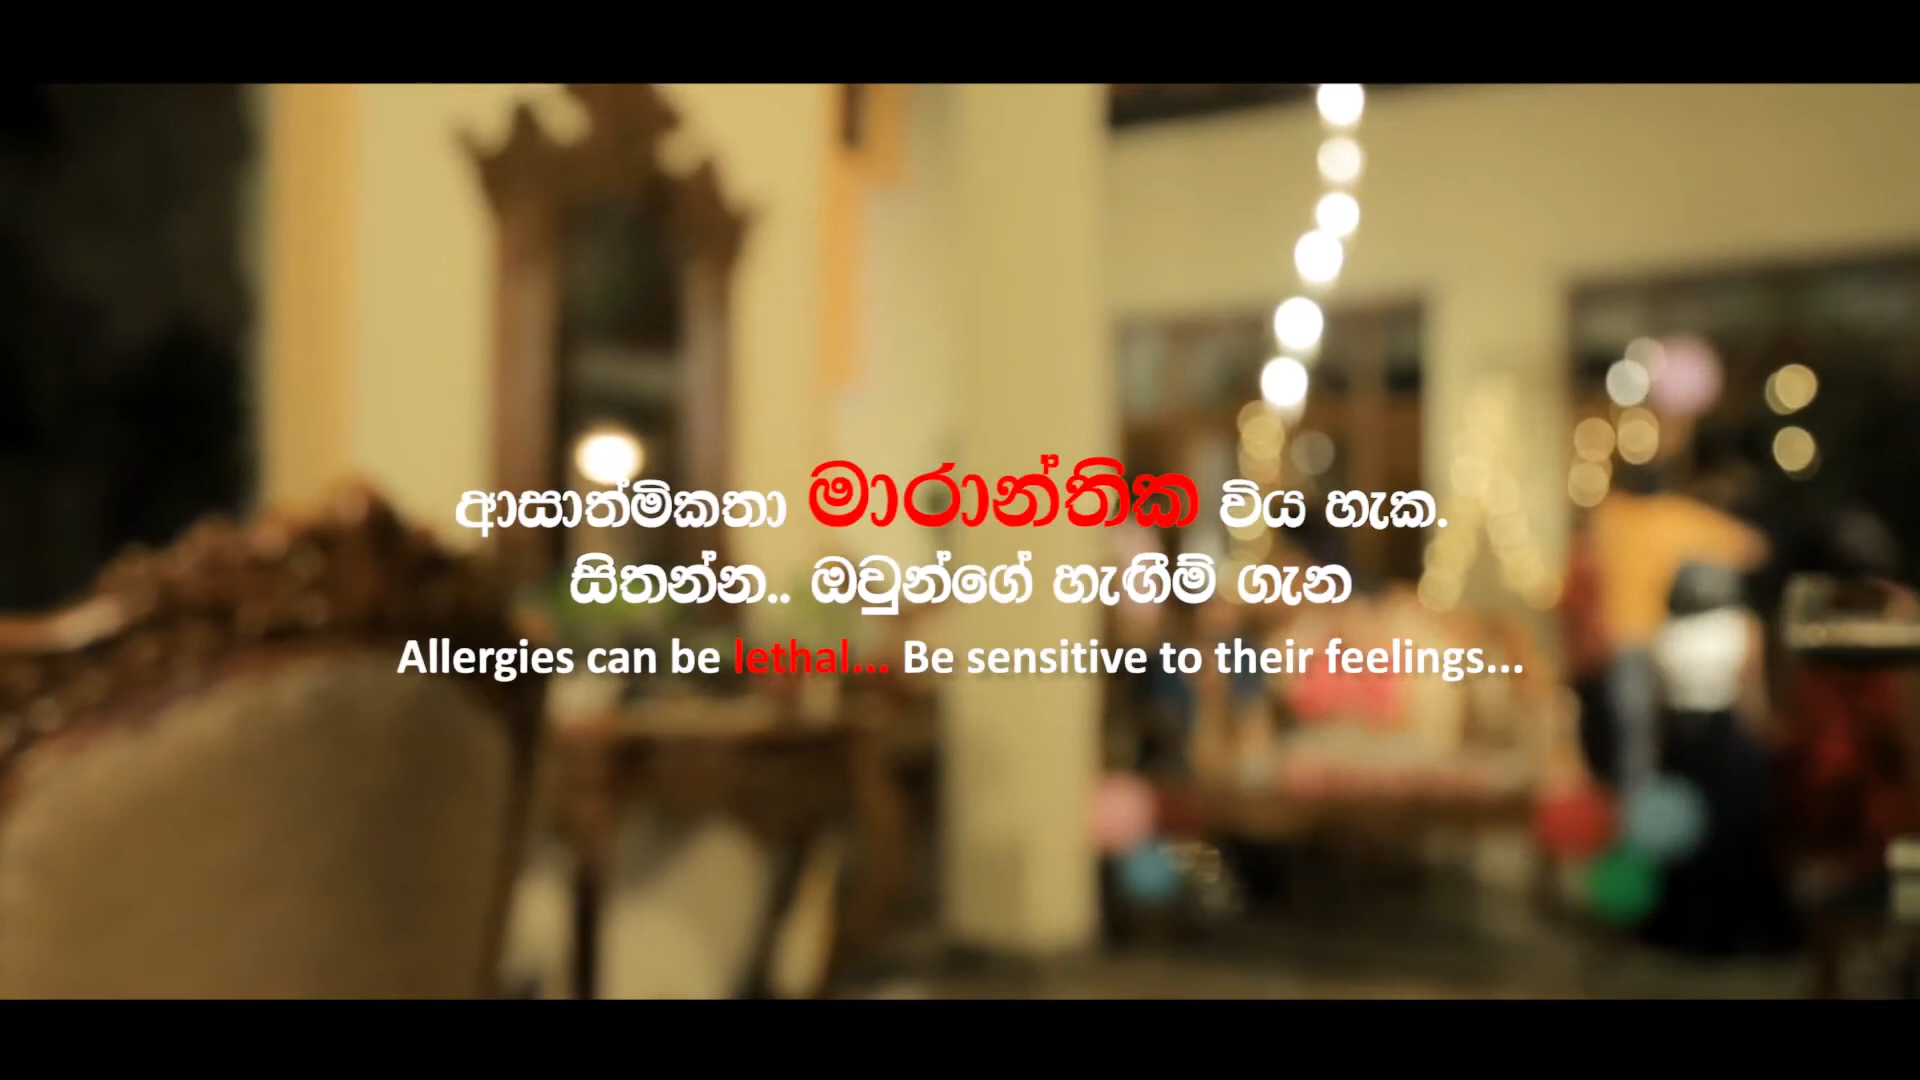 ආසාත්මිකතා මාරාන්තික විය හැක.
සිතන්න.. ඔවුන්ගේ හැඟීම් ගැන
Allergies can be lethal... Be sensitive to their feelings...